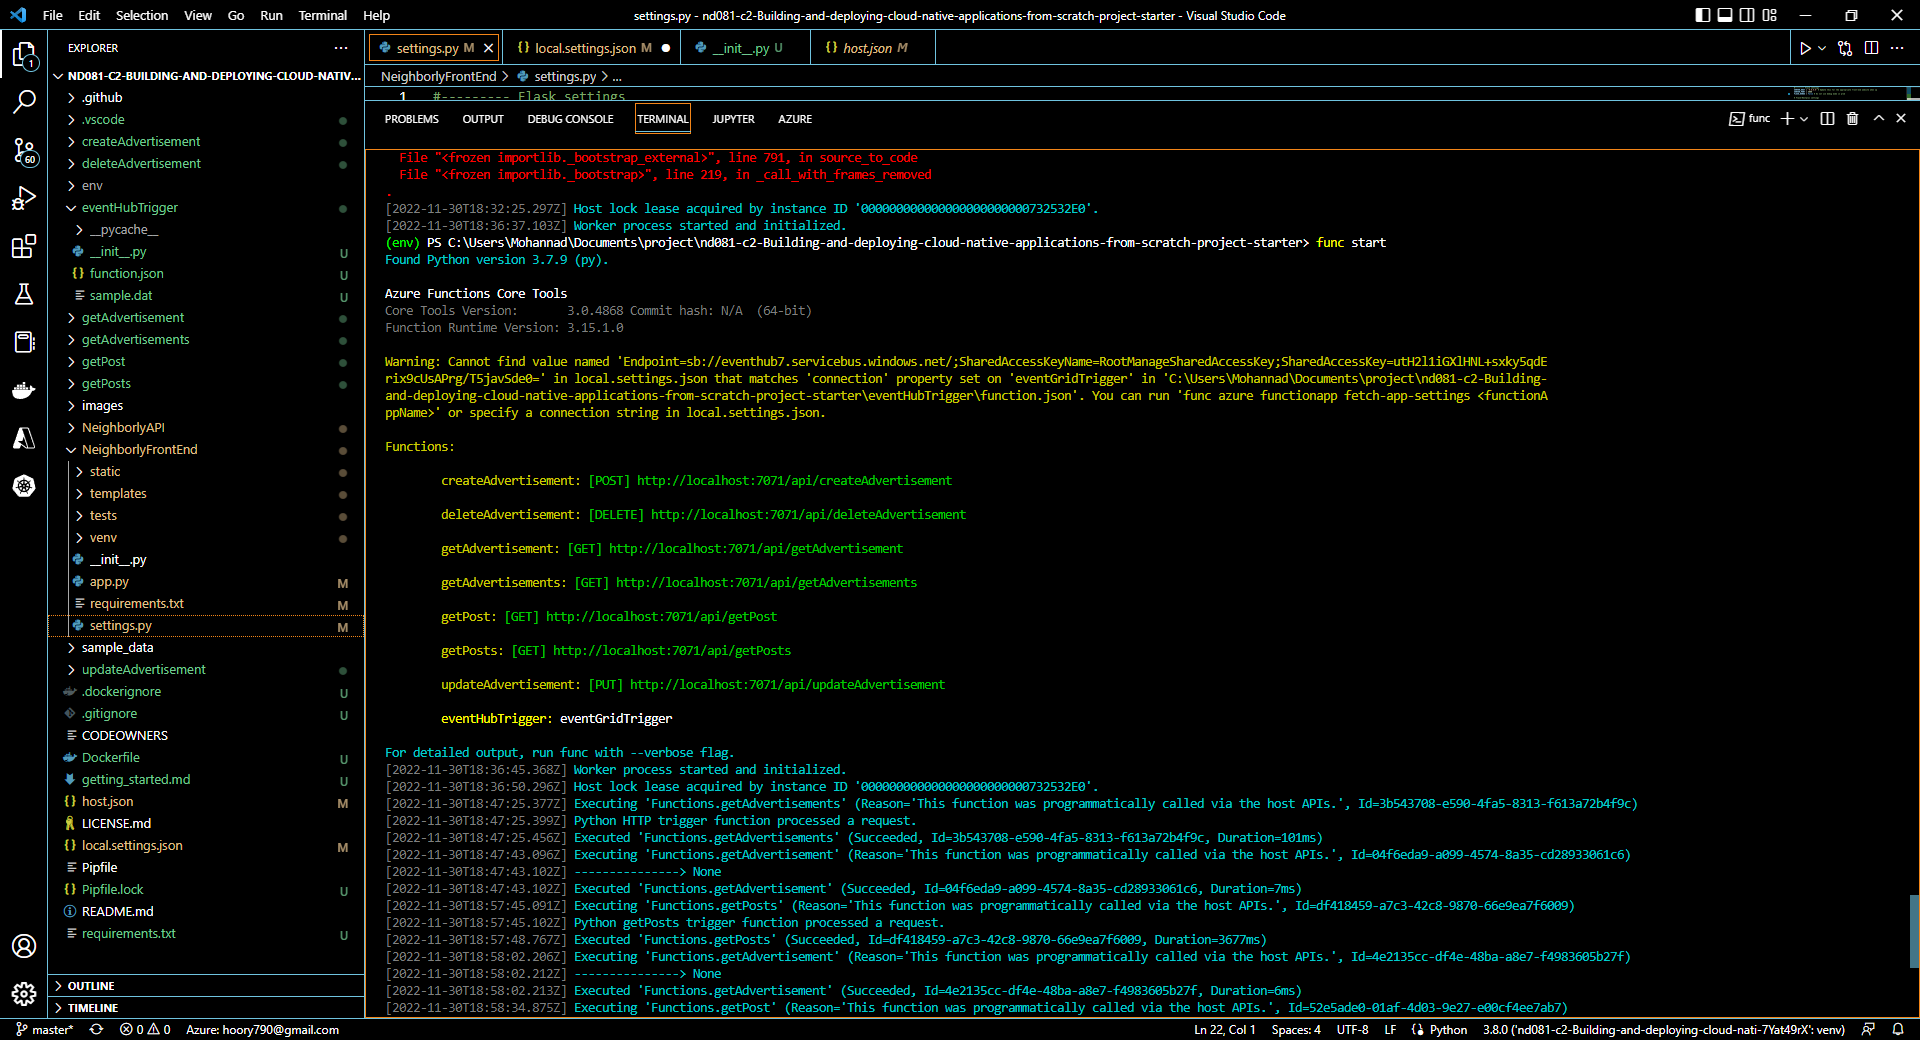 File Edit Selection View Go Run Terminal Help
settings.py - nd081-c2-Building-and-deploying-cloud-native-applications-from-scratch-project-starter - Visual Studio Code
EXPLORER ...
settings.py M
local.settings.json M
__init__.py U
host.json M
NeighborlyFrontEnd > settings.py > ...
1 #--------- Flask settings
PROBLEMS OUTPUT DEBUG CONSOLE TERMINAL JUPYTER AZURE
func
1
60
ND081-C2-BUILDING-AND-DEPLOYING-CLOUD-NATIV...
.github
.vscode
createAdvertisement
deleteAdvertisement
env
eventHubTrigger
__pycache__
__init__.py U
function.json U
sample.dat U
getAdvertisement
getAdvertisements
getPost
getPosts
images
NeighborlyAPI
NeighborlyFrontEnd
static
templates
tests
venv
__init__.py
app.py M
requirements.txt M
settings.py M
sample_data
updateAdvertisement
.dockerignore U
.gitignore U
CODEOWNERS
Dockerfile U
getting_started.md U
host.json M
LICENSE.md
local.settings.json M
Pipfile
Pipfile.lock U
README.md
requirements.txt U
OUTLINE
TIMELINE
File "<frozen importlib._bootstrap_external>", line 791, in source_to_code
File "<frozen importlib._bootstrap>", line 219, in _call_with_frames_removed
.
[2022-11-30T18:32:25.297Z] Host lock lease acquired by instance ID '000000000000000000000000732532E0'.
[2022-11-30T18:36:37.103Z] Worker process started and initialized.
(env) PS C:\Users\Mohannad\Documents\project\nd081-c2-Building-and-deploying-cloud-native-applications-from-scratch-project-starter> func start
Found Python version 3.7.9 (py).
Azure Functions Core Tools
Core Tools Version: 3.0.4868 Commit hash: N/A (64-bit)
Function Runtime Version: 3.15.1.0
Warning: Cannot find value named 'Endpoint=sb://eventhub7.servicebus.windows.net/;SharedAccessKeyName=RootManageSharedAccessKey;SharedAccessKey=utH2l1iGXlHNL+sxky5qdE
rix9cUsAPrg/T5javSde0=' in local.settings.json that matches 'connection' property set on 'eventGridTrigger' in 'C:\Users\Mohannad\Documents\project\nd081-c2-Building-
and-deploying-cloud-native-applications-from-scratch-project-starter\eventHubTrigger\function.json'. You can run 'func azure functionapp fetch-app-settings <functionA
ppName>' or specify a connection string in local.settings.json.
Functions:
createAdvertisement: [POST] http://localhost:7071/api/createAdvertisement
deleteAdvertisement: [DELETE] http://localhost:7071/api/deleteAdvertisement
getAdvertisement: [GET] http://localhost:7071/api/getAdvertisement
getAdvertisements: [GET] http://localhost:7071/api/getAdvertisements
getPost: [GET] http://localhost:7071/api/getPost
getPosts: [GET] http://localhost:7071/api/getPosts
updateAdvertisement: [PUT] http://localhost:7071/api/updateAdvertisement
eventHubTrigger: eventGridTrigger
For detailed output, run func with --verbose flag.
[2022-11-30T18:36:45.368Z] Worker process started and initialized.
[2022-11-30T18:36:50.296Z] Host lock lease acquired by instance ID '000000000000000000000000732532E0'.
[2022-11-30T18:47:25.377Z] Executing 'Functions.getAdvertisements' (Reason='This function was programmatically called via the host APIs.', Id=3b543708-e590-4fa5-8313-f613a72b4f9c)
[2022-11-30T18:47:25.399Z] Python HTTP trigger function processed a request.
[2022-11-30T18:47:25.456Z] Executed 'Functions.getAdvertisements' (Succeeded, Id=3b543708-e590-4fa5-8313-f613a72b4f9c, Duration=101ms)
[2022-11-30T18:47:43.096Z] Executing 'Functions.getAdvertisement' (Reason='This function was programmatically called via the host APIs.', Id=04f6eda9-a099-4574-8a35-cd28933061c6)
[2022-11-30T18:47:43.102Z] ---------------> None
[2022-11-30T18:47:43.102Z] Executed 'Functions.getAdvertisement' (Succeeded, Id=04f6eda9-a099-4574-8a35-cd28933061c6, Duration=7ms)
[2022-11-30T18:57:45.091Z] Executing 'Functions.getPosts' (Reason='This function was programmatically called via the host APIs.', Id=df418459-a7c3-42c8-9870-66e9ea7f6009)
[2022-11-30T18:57:45.102Z] Python getPosts trigger function processed a request.
[2022-11-30T18:57:48.767Z] Executed 'Functions.getPosts' (Succeeded, Id=df418459-a7c3-42c8-9870-66e9ea7f6009, Duration=3677ms)
[2022-11-30T18:58:02.206Z] Executing 'Functions.getAdvertisement' (Reason='This function was programmatically called via the host APIs.', Id=4e2135cc-df4e-48ba-a8e7-f4983605b27f)
[2022-11-30T18:58:02.212Z] ---------------> None
[2022-11-30T18:58:02.213Z] Executed 'Functions.getAdvertisement' (Succeeded, Id=4e2135cc-df4e-48ba-a8e7-f4983605b27f, Duration=6ms)
[2022-11-30T18:58:34.875Z] Executing 'Functions.getPost' (Reason='This function was programmatically called via the host APIs.', Id=52e5ade0-01af-4d03-9e27-e00cf4ee7ab7)
master* 0 0 Azure: hoory790@gmail.com
Ln 22, Col 1 Spaces: 4 UTF-8 LF Python 3.8.0 ('nd081-c2-Building-and-deploying-cloud-nati-7Yat49rX': venv)